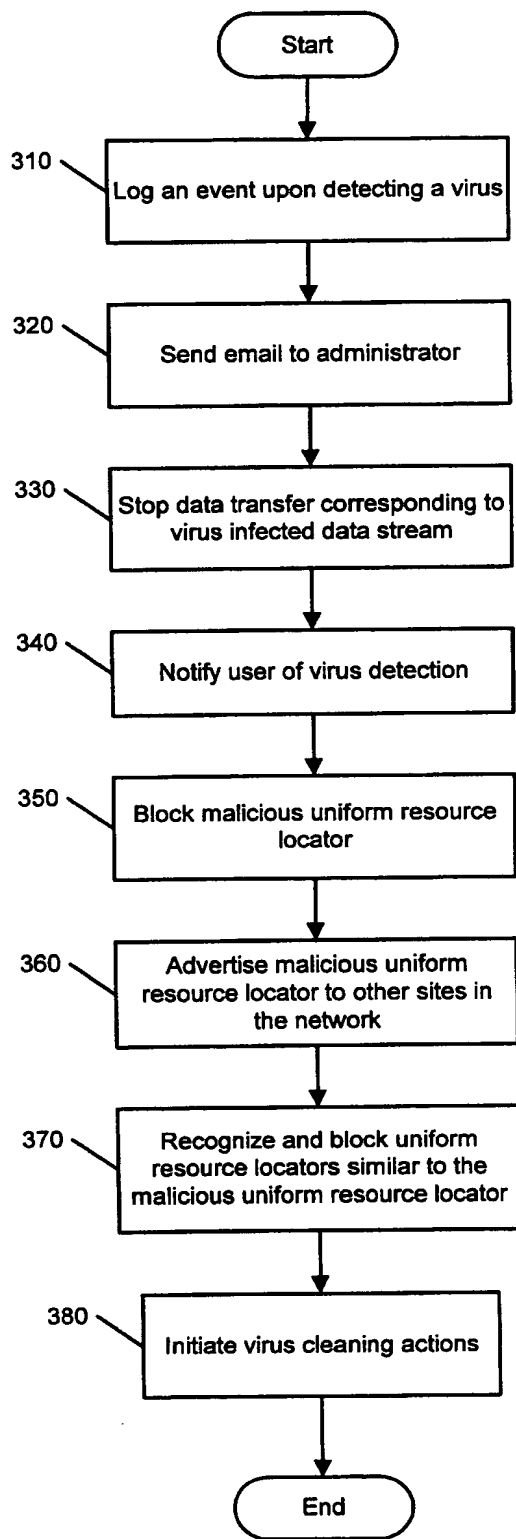 Start
310
Log an event upon detecting a virus
320
Send email to administrator
330
Stop data transfer corresponding to
virus infected data stream
340
Notify user of virus detection
350
Block malicious uniform resource
locator
360
Advertise malicious uniform
resource locator to other sites in
the network
370
Recognize and block uniform
resource locators similar to the
malicious uniform resource locator
380
Initiate virus cleaning actions
End